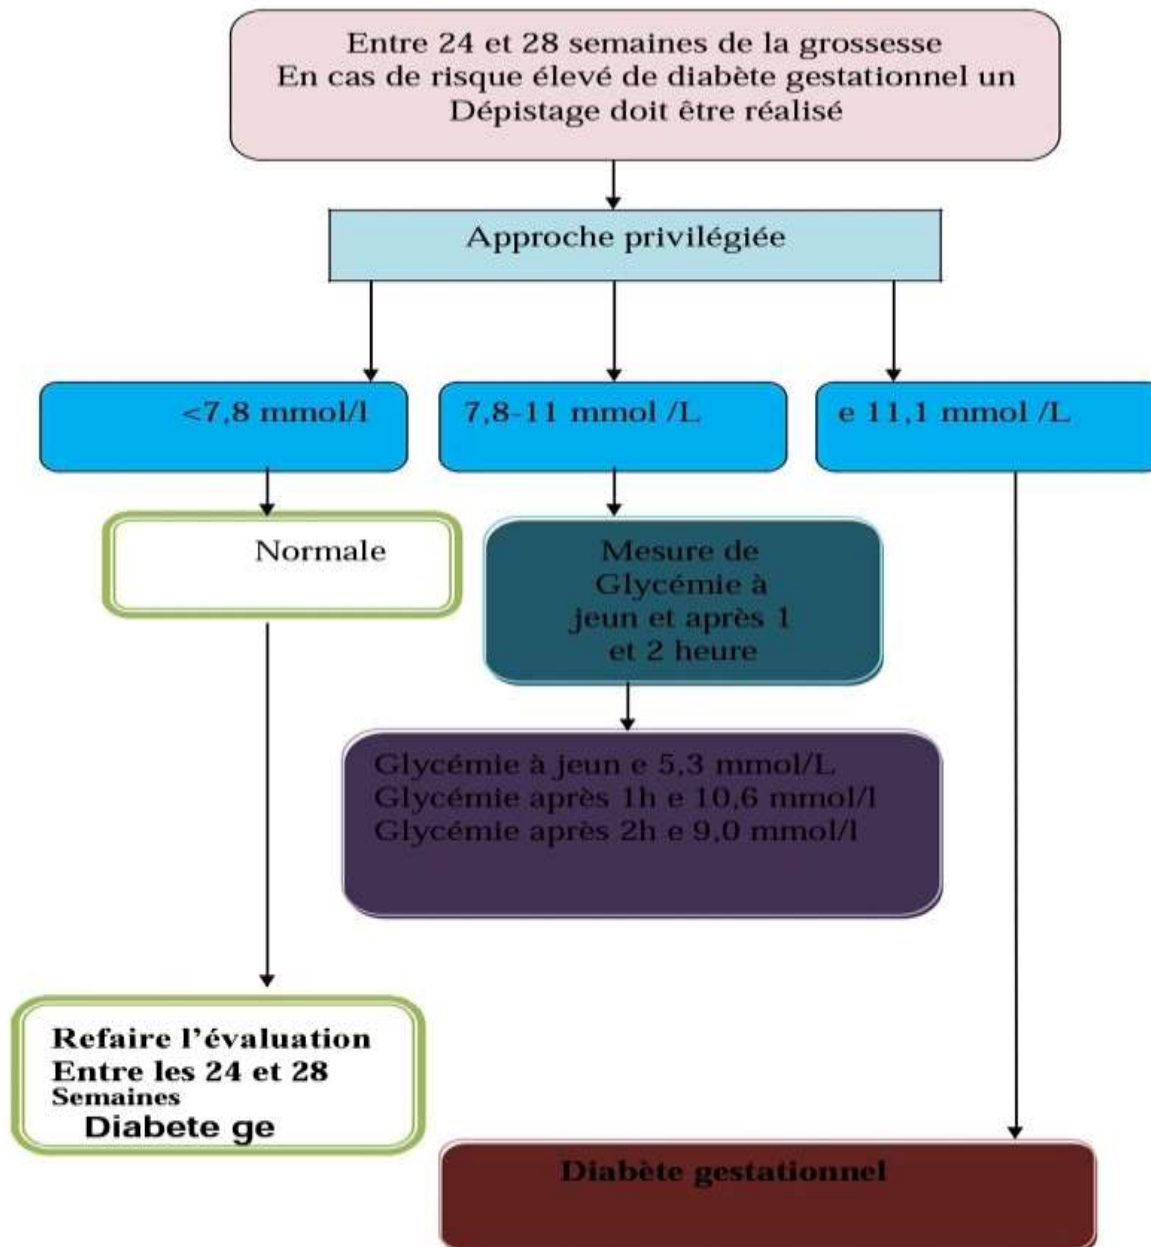 Entre 24 et 28 semaines de la grossesse
En cas de risque élevé de diabète gestationnel un
Dépistage doit être réalisé
Approche privilégiée
<7,8 mmol/l
7,8-11 mmol /L
e 11,1 mmol /L
Normale
Mesure de
Glycémie à
jeun et après 1
et 2 heure
Glycémie à jeun e 5,3 mmol/L
Glycémie après 1h e 10,6 mmol/l
Glycémie après 2h e 9,0 mmol/l
Refaire l’évaluation
Entre les 24 et 28
Semaines
Diabete ge
Diabète gestationnel